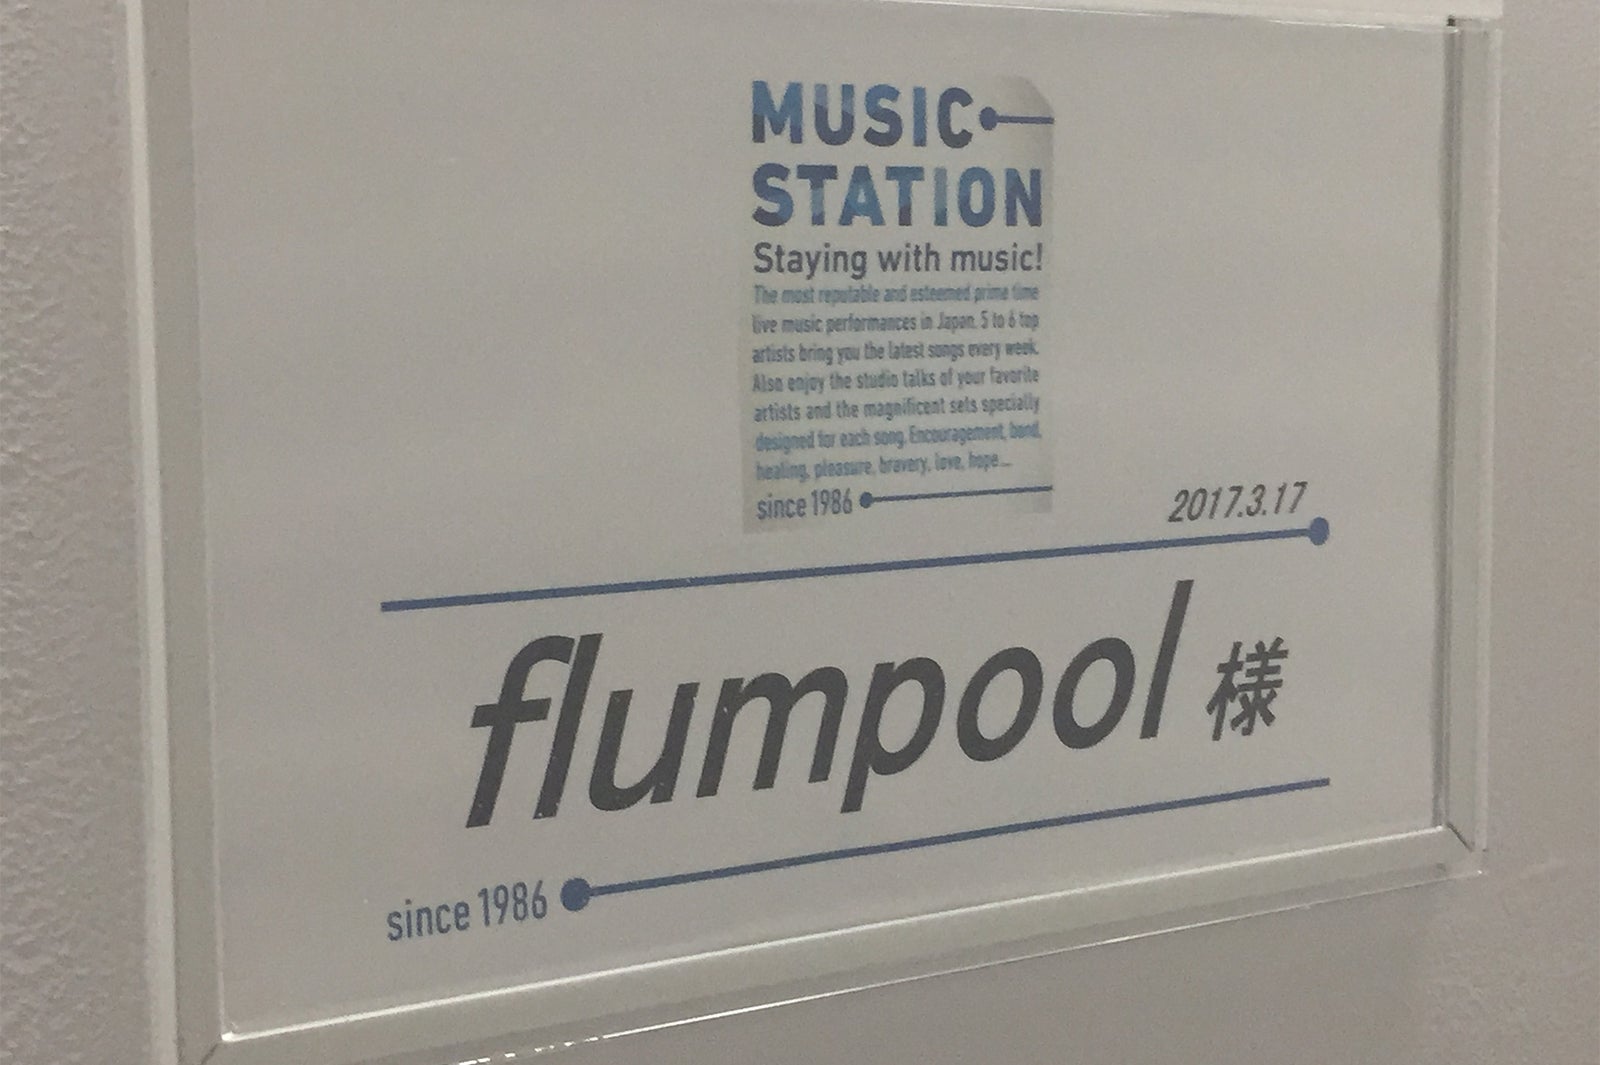 MUSIC
STATION
Staying with music!
The most reputable and esteemed prime time
live music performances in Japan. 5 to 6 top
artists bring you the latest songs every week.
Also enjoy the studio talks of your favorite
artists and the magnificent sets specially
designed for each song. Encouragement, bond,
healing, pleasure, bravery, love, hope...
since 1986
2017.3.17
flumpool 様
since 1986